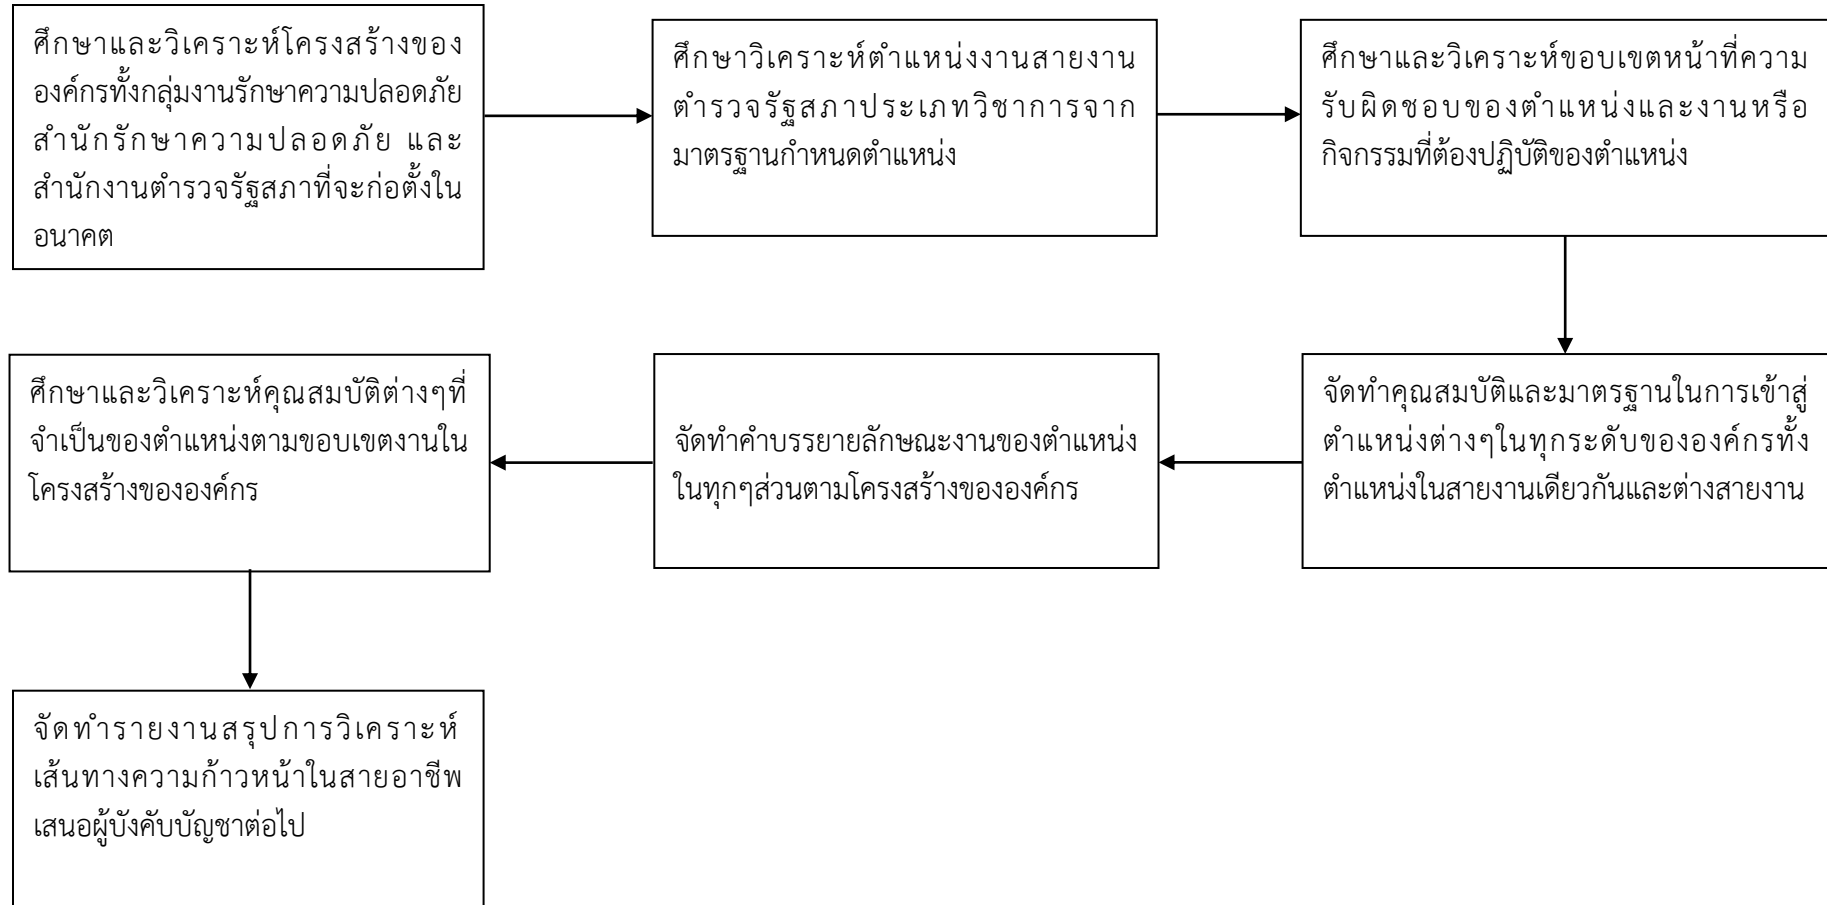 ศึกษาและวิเคราะห์โครงสร้างของ
องค์กรทั้งกลุ่มงานรักษาความปลอดภัย
สำนักรักษาความปลอดภัย และ
สำนักงานตำรวจรัฐสภาที่จะก่อตั้งใน
อนาคต
ศึกษาวิเคราะห์ตำแหน่งงานสายงาน
ตำรวจรัฐสภาประเภทวิชาการจาก
มาตรฐานกำหนดตำแหน่ง
ศึกษาและวิเคราะห์ขอบเขตหน้าที่ความ
รับผิดชอบของตำแหน่งและงานหรือ
กิจกรรมที่ต้องปฏิบัติของตำแหน่ง
จัดทำคุณสมบัติและมาตรฐานในการเข้าสู่
ตำแหน่งต่างๆในทุกระดับขององค์กรทั้ง
ตำแหน่งในสายงานเดียวกันและต่างสายงาน
จัดทำคำบรรยายลักษณะงานของตำแหน่ง
ในทุกๆส่วนตามโครงสร้างขององค์กร
ศึกษาและวิเคราะห์คุณสมบัติต่างๆที่
จำเป็นของตำแหน่งตามขอบเขตงานใน
โครงสร้างขององค์กร
จัดทำรายงานสรุปการวิเคราะห์
เส้นทางความก้าวหน้าในสายอาชีพ
เสนอผู้บังคับบัญชาต่อไป